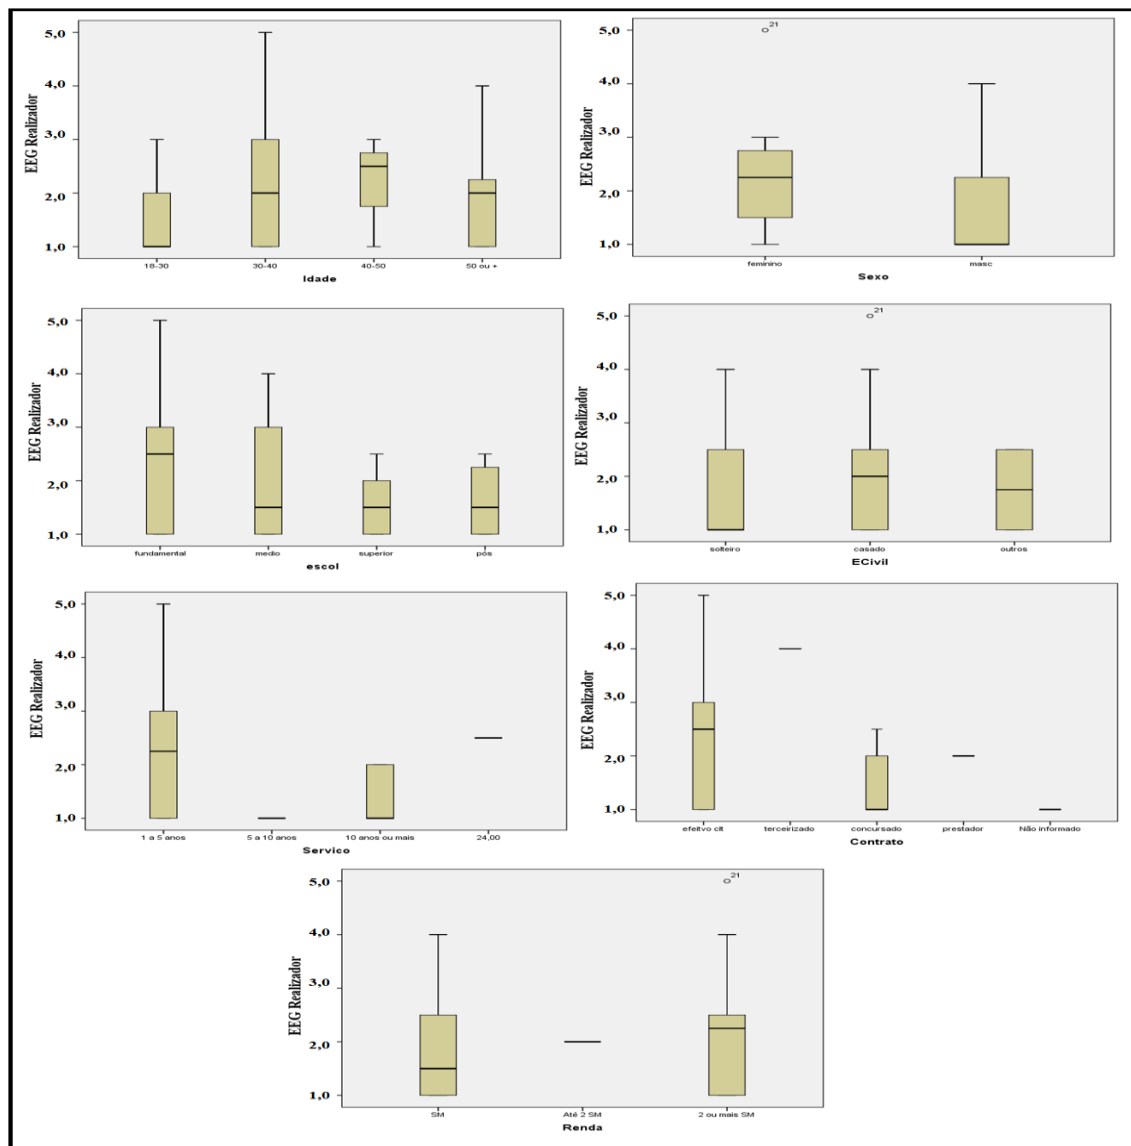 EEG Realizador
5,0
4,0
3,0
2,0
1,0
18-30 30-40 40-50 50 ou +
Idade
EEG Realizador
5,0
4,0
3,0
2,0
1,0
21
feminino masc
Sexo
EEG Realizador
5,0
4,0
3,0
2,0
1,0
fundamental medio superior pós
escol
EEG Realizador
5,0
4,0
3,0
2,0
1,0
21
solteiro casado outros
ECivil
EEG Realizador
5,0
4,0
3,0
2,0
1,0
1 a 5 anos 5 a 10 anos 10 anos ou mais 24,00
Servico
EEG Realizador
5,0
4,0
3,0
2,0
1,0
efeitvo clt terceirizado concursado prestador Não informado
Contrato
EEG Realizador
5,0
4,0
3,0
2,0
1,0
21
SM Até 2 SM 2 ou mais SM
Renda